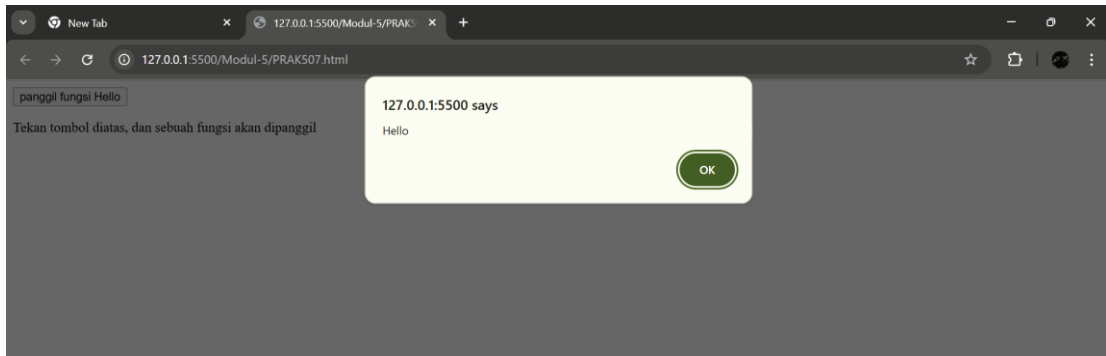 New Tab
127.0.0.1:5500/Modul-5/PRAK5
127.0.0.1:5500/Modul-5/PRAK507.html
panggil fungsi Hello
Tekan tombol diatas, dan sebuah fungsi akan dipanggil
127.0.0.1:5500 says
Hello
OK